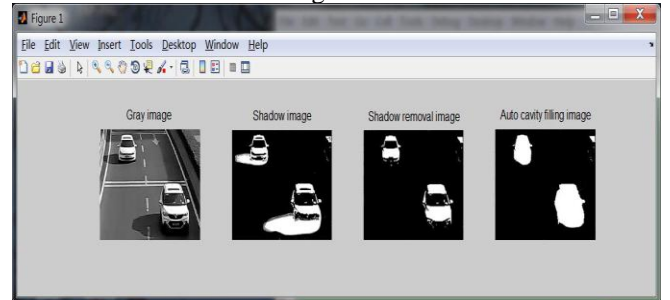 Figure 1
File Edit View Insert Tools Desktop Window Help
Gray image Shadow image Shadow removal image Auto cavity filling image